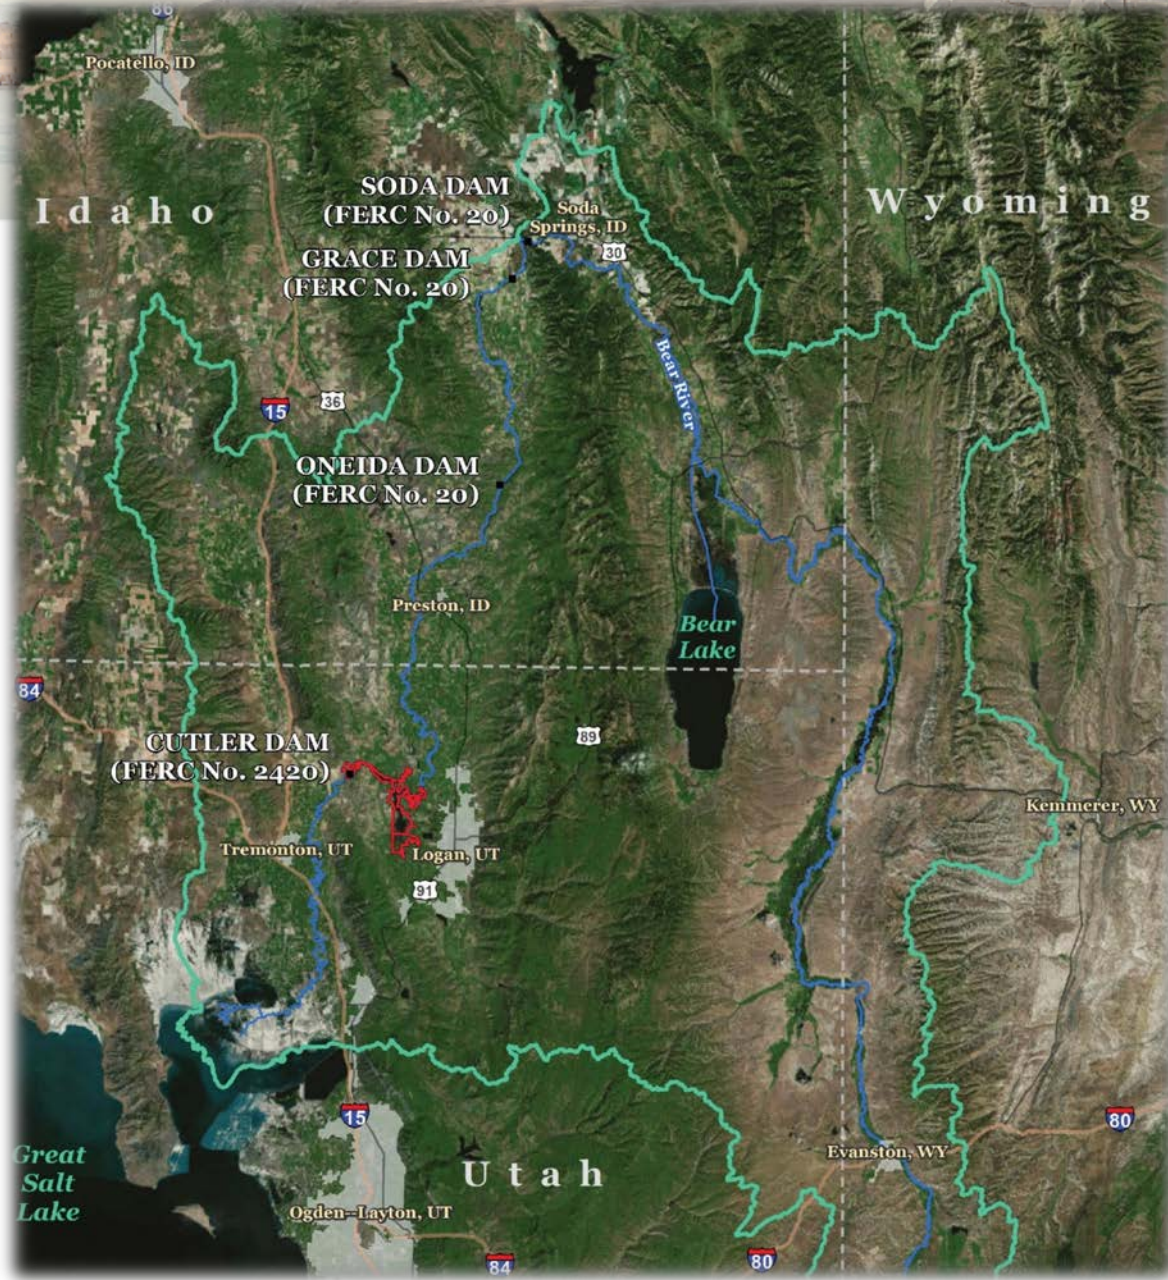 86
Pocatello, ID
Idaho
Wyoming
SODA DAM
(FERC No. 20)
Soda
Springs, ID
30
GRACE DAM
(FERC No. 20)
Bear River
15
36
ONEIDA DAM
(FERC No. 20)
Preston, ID
Bear
Lake
84
89
CUTLER DAM
(FERC No. 2420)
Kemmerer, WY
Tremonton, UT
Logan, UT
91
15
80
Evanston, WY
Great
Salt
Lake
Utah
Ogden--Layton, UT
84
80